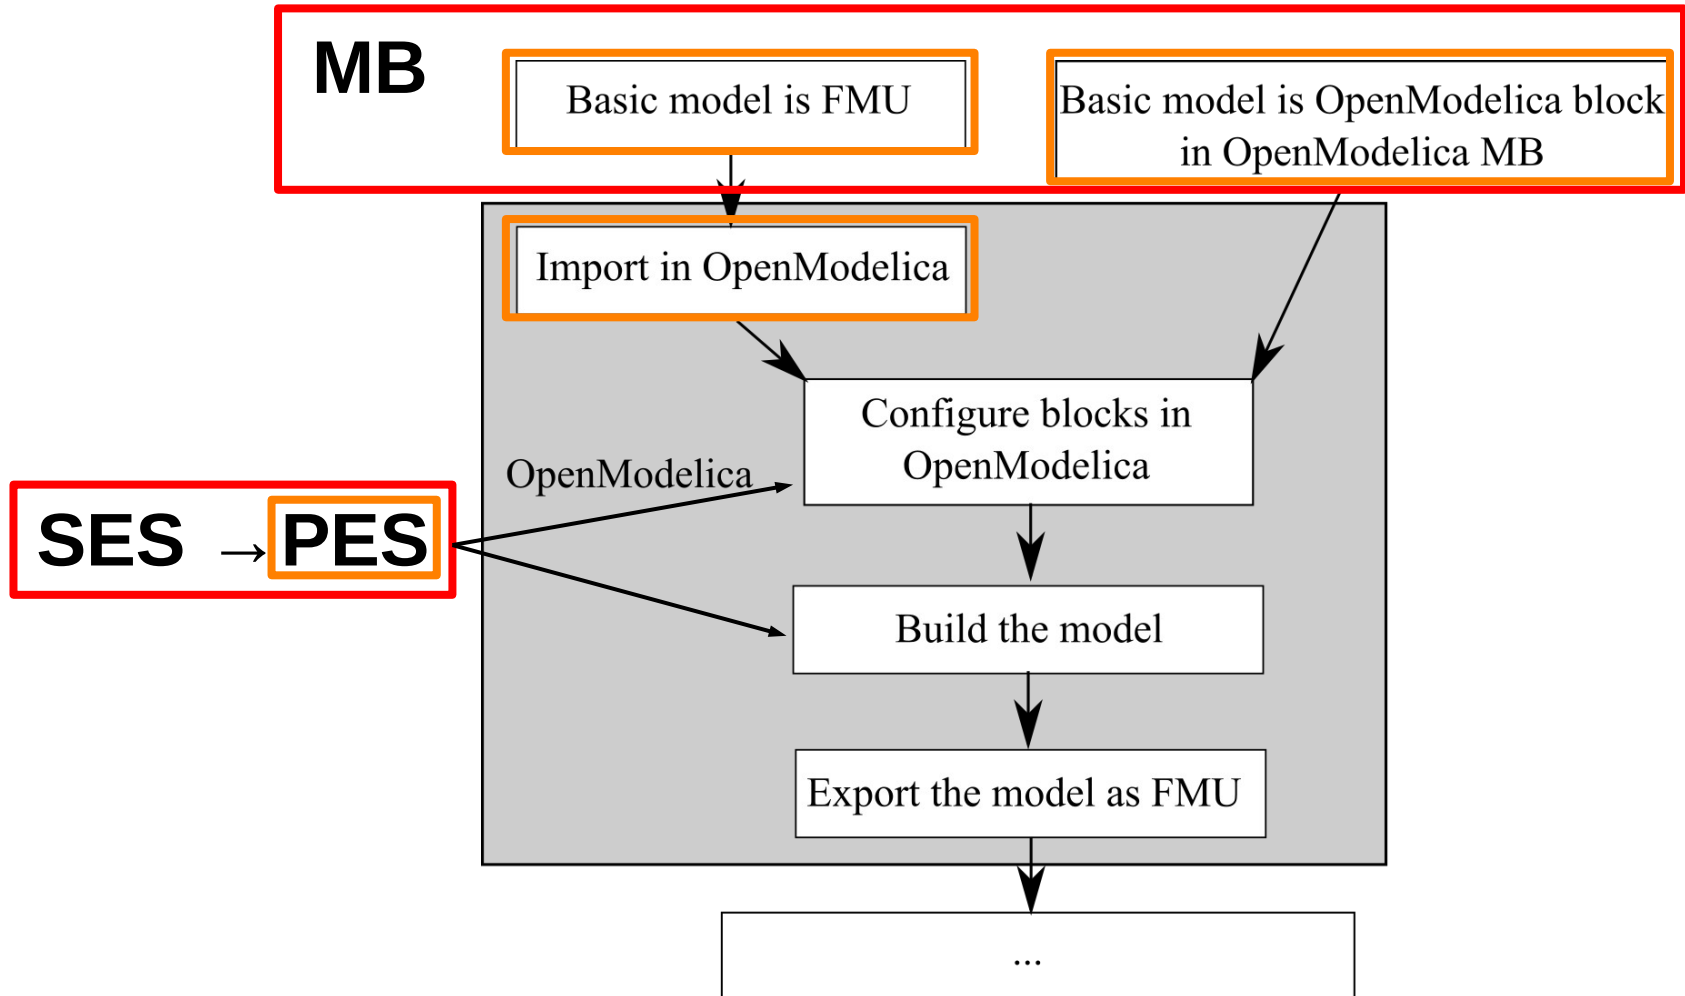 MB
Basic model is FMU
Basic model is OpenModelica block
in OpenModelica MB
Import in OpenModelica
Configure blocks in
OpenModelica
OpenModelica
SES → PES
Build the model
Export the model as FMU
...